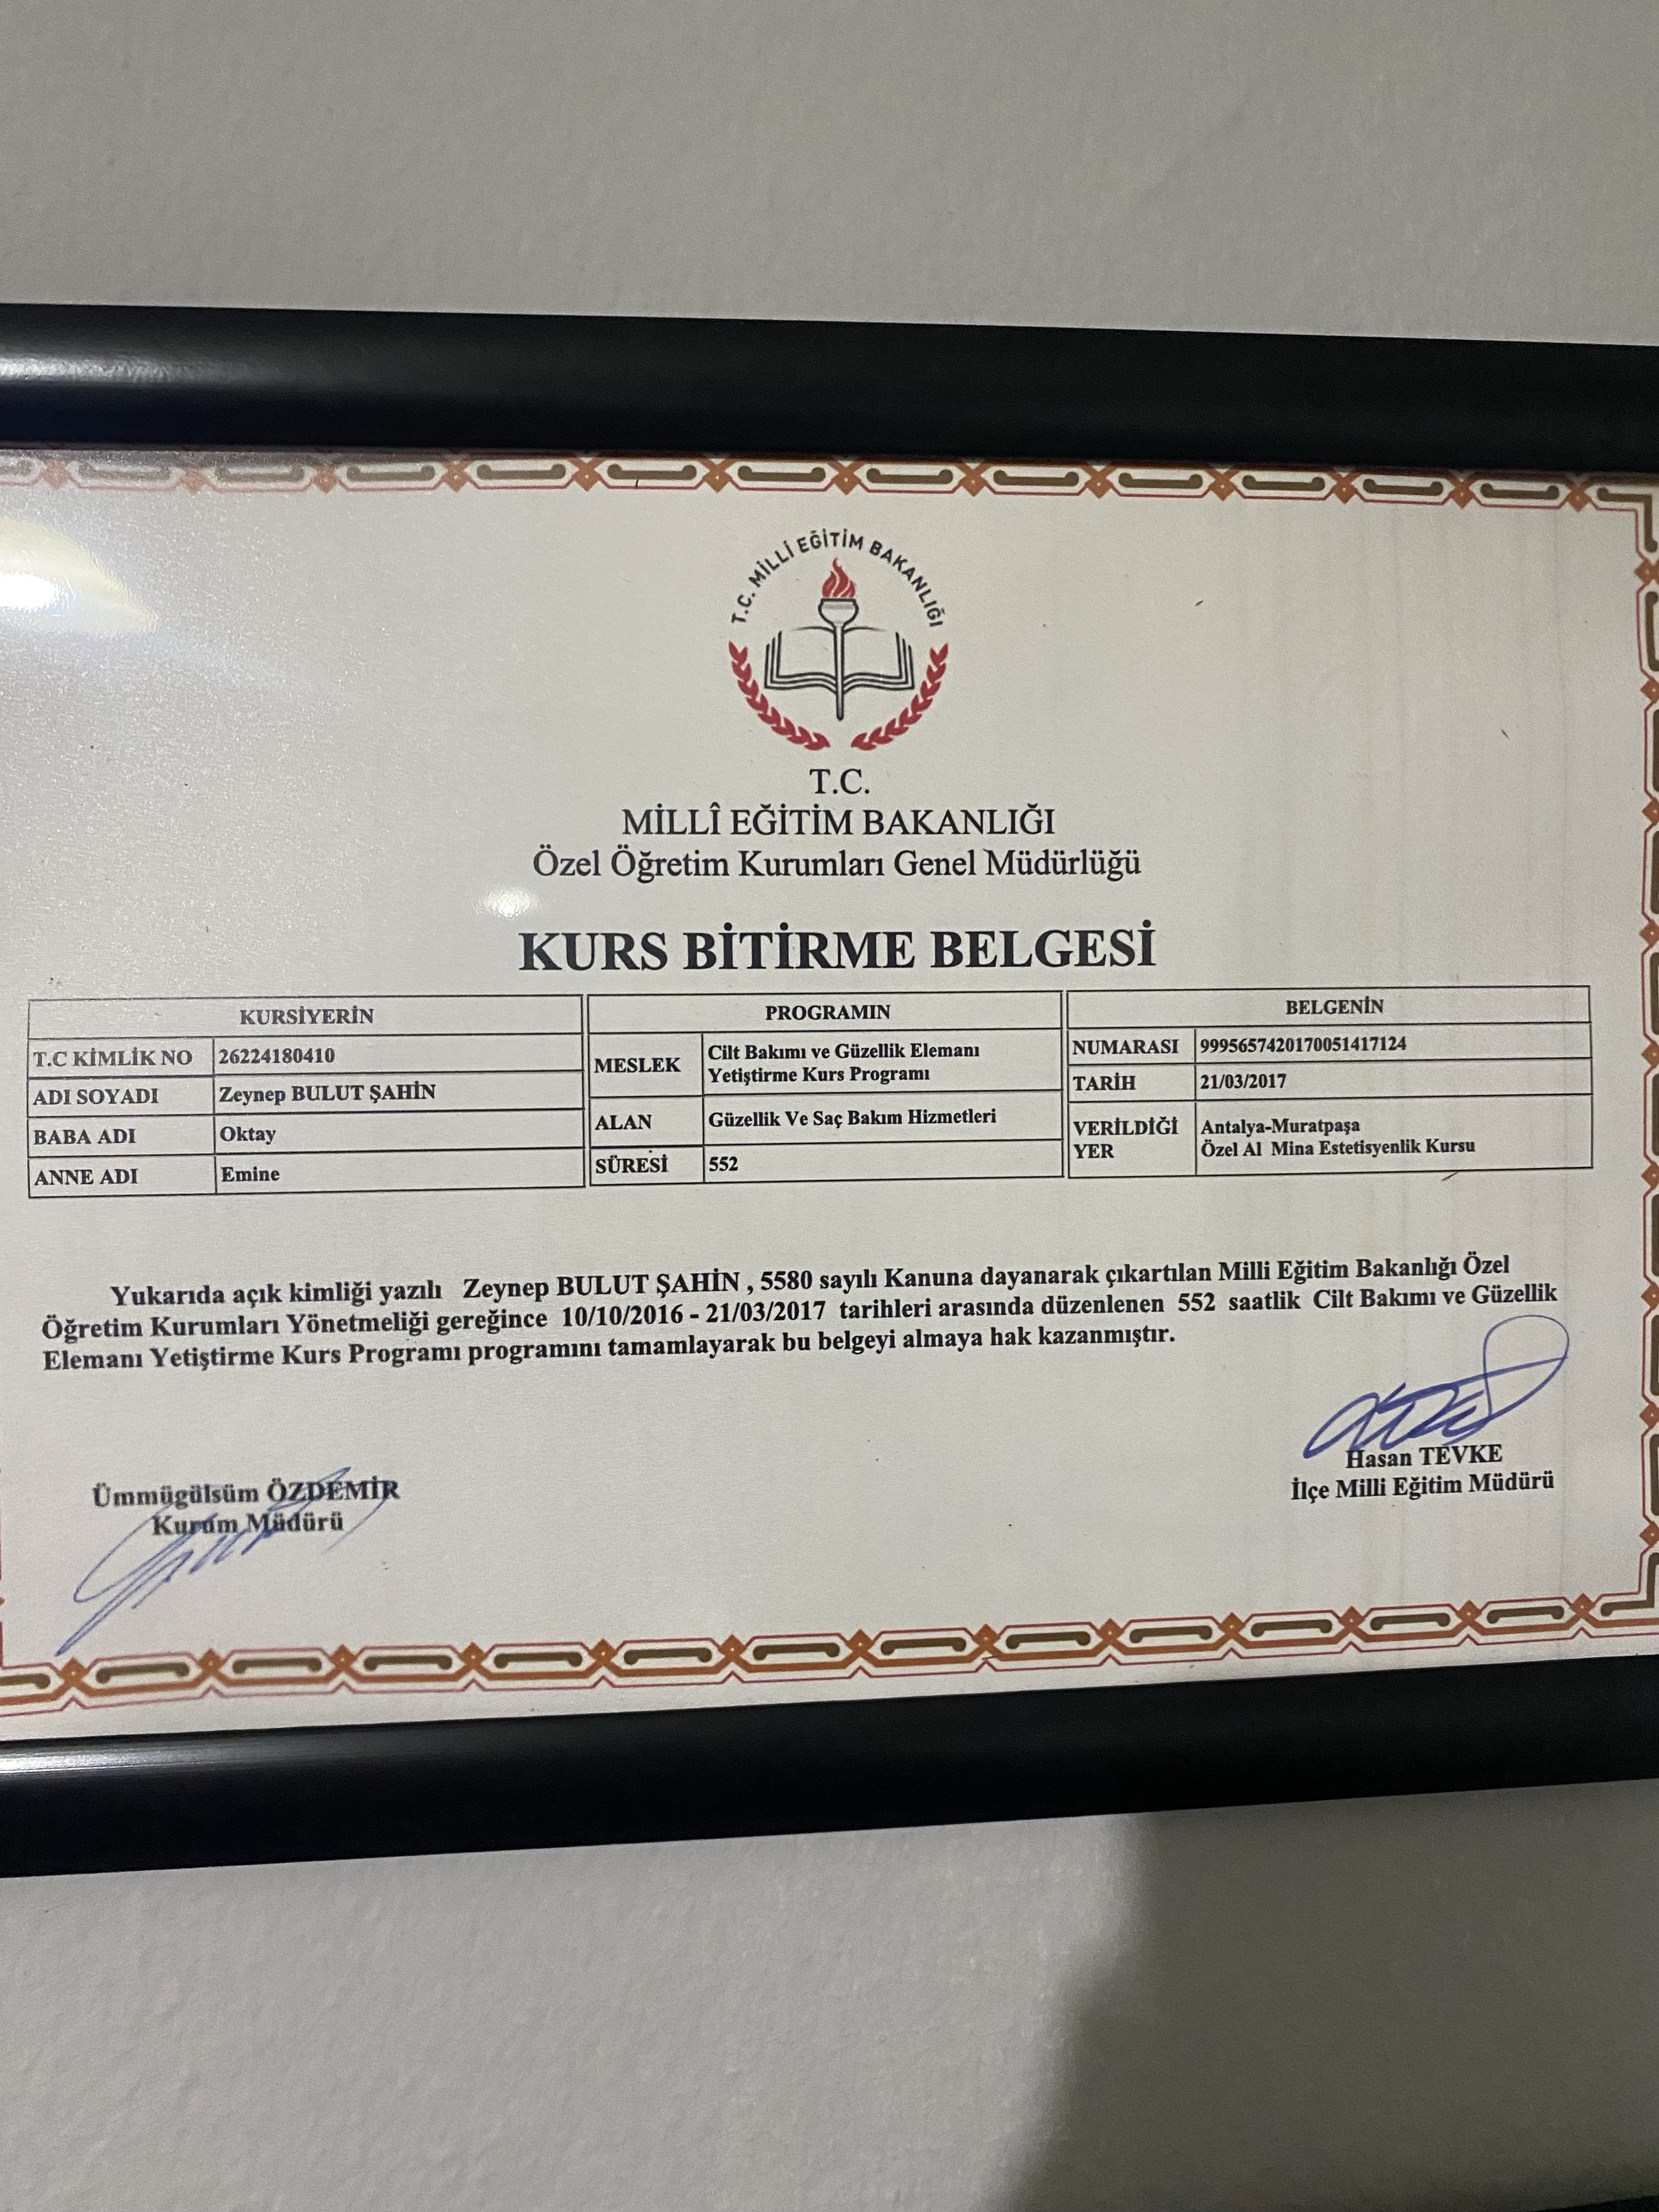 T.C. MİLLİ EĞİTİM BAKANLIĞI
T.C.
MİLLÎ EĞİTİM BAKANLIĞI
Özel Öğretim Kurumları Genel Müdürlüğü
KURS BİTİRME BELGESİ
KURSİYERİN
T.C KİMLİK NO 26224180410
ADI SOYADI Zeynep BULUT ŞAHİN
BABA ADI Oktay
ANNE ADI Emine
PROGRAMIN
MESLEK Cilt Bakımı ve Güzellik Elemanı
Yetiştirme Kurs Programı
ALAN Güzellik Ve Saç Bakım Hizmetleri
SÜRESİ 552
BELGENİN
NUMARASI 9995657420170051417124
TARİH 21/03/2017
VERİLDİĞİ Antalya-Muratpaşa
YER Özel Al Mina Estetisyenlik Kursu
Yukarıda açık kimliği yazılı Zeynep BULUT ŞAHİN , 5580 sayılı Kanuna dayanarak çıkartılan Milli Eğitim Bakanlığı Özel
Öğretim Kurumları Yönetmeliği gereğince 10/10/2016 - 21/03/2017 tarihleri arasında düzenlenen 552 saatlik Cilt Bakımı ve Güzellik
Elemanı Yetiştirme Kurs Programı programını tamamlayarak bu belgeyi almaya hak kazanmıştır.
Ümmügülsüm ÖZDEMİR
Kurum Müdürü
Hasan TEVKE
İlçe Milli Eğitim Müdürü